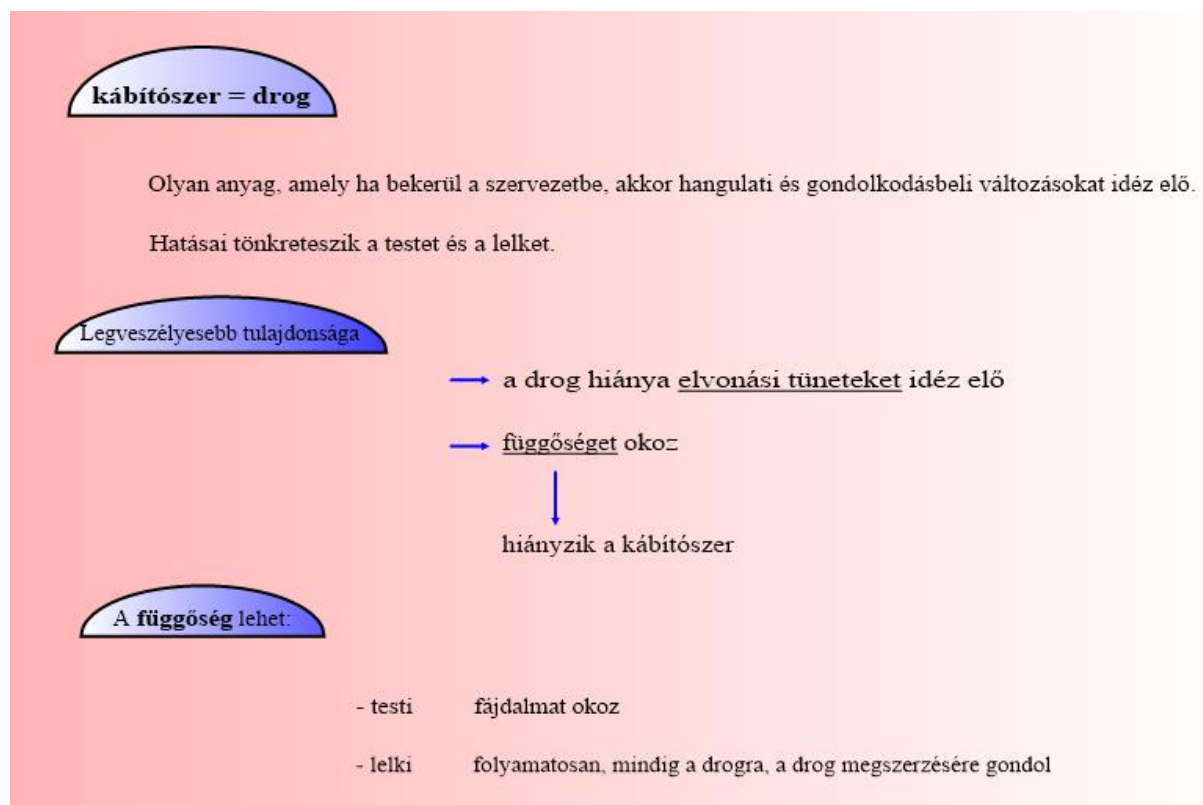 kábítószer = drog
Olyan anyag, amely ha bekerül a szervezetbe, akkor hangulati és gondolkodásbeli változásokat idéz elő.
Hatásai tönkreteszik a testet és a lelket.
Legveszélyesebb tulajdonsága
a drog hiánya elvonási tüneteket idéz elő
függőséget okoz
hiányzik a kábítószer
A függőség lehet:
- testi fájdalmat okoz
- lelki folyamatosan, mindig a drogra, a drog megszerzésére gondol